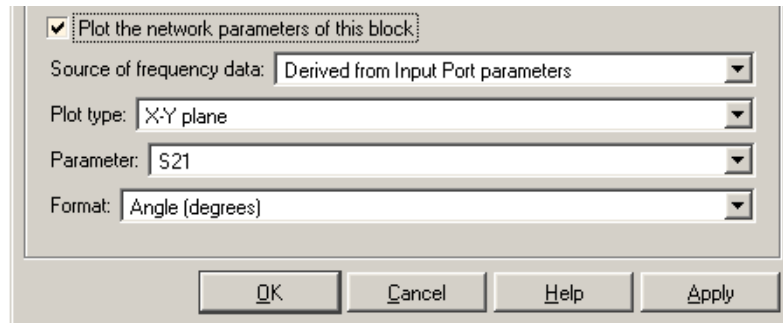 Plot the network parameters of this block
Source of frequency data: Derived from Input Port parameters
Plot type: X-Y plane
Parameter: S21
Format: Angle (degrees)
OK Cancel Help Apply